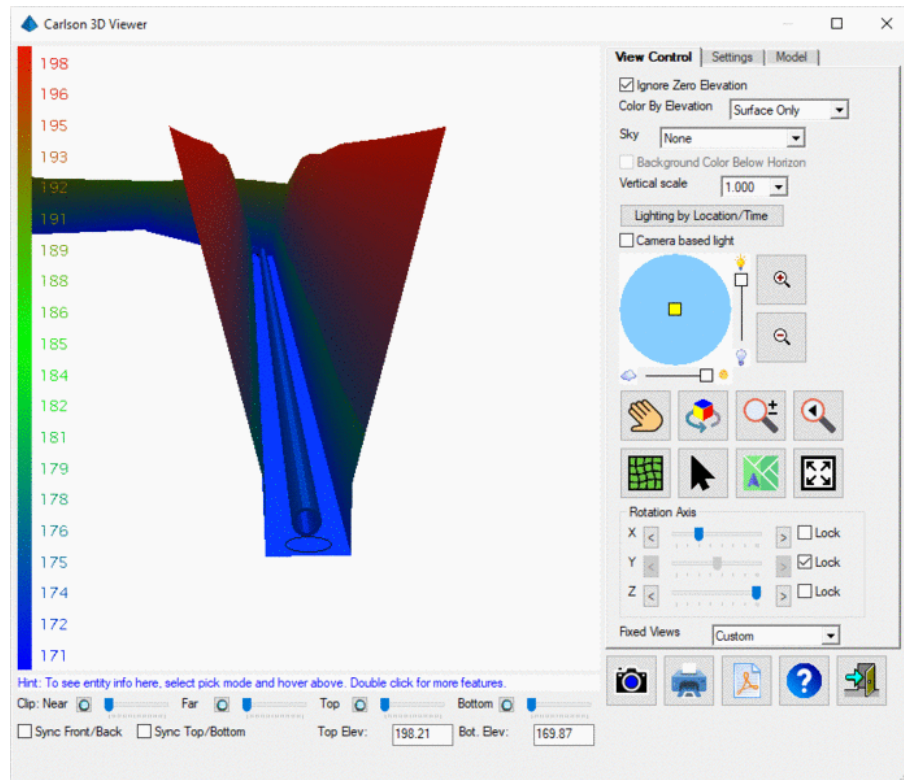 Carlson 3D Viewer
198
196
195
193
192
191
189
188
186
185
184
182
181
179
178
176
175
174
172
171
View Control Settings Model
Ignore Zero Elevation
Color By Elevation Surface Only
Sky None
Background Color Below Horizon
Vertical scale 1.000
Lighting by Location/Time
Camera based light
Rotation Axis
X < > Lock
Y < > Lock
Z < > Lock
Fixed Views Custom
Hint: To see entity info here, select pick mode and hover above. Double click for more features.
Clip: Near Far Top Bottom
Sync Front/Back Sync Top/Bottom Top Elev: 198.21 Bot. Elev: 169.87